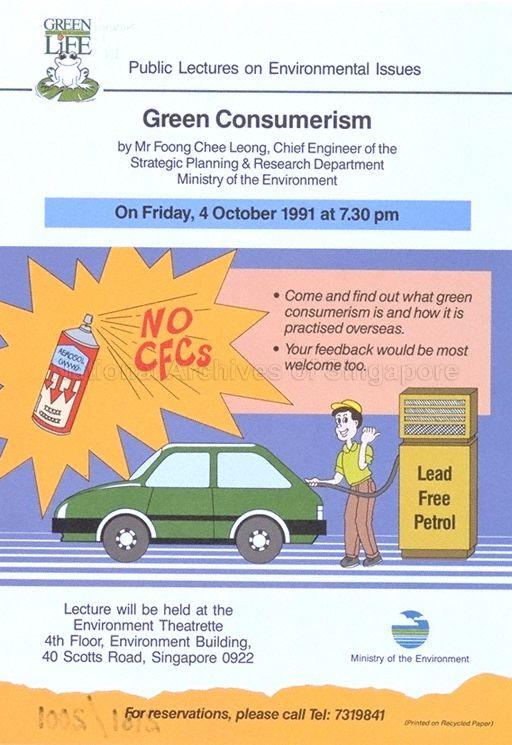 GREEN
LiFE
Public Lectures on Environmental Issues
Green Consumerism
by Mr Foong Chee Leong, Chief Engineer of the
Strategic Planning & Research Department
Ministry of the Environment
On Friday, 4 October 1991 at 7.30 pm
• Come and find out what green
consumerism is and how it is
practised overseas.
• Your feedback would be most
welcome too.
NO
CFCs
AEROSOL
National Archives of Singapore
Lead
Free
Petrol
Lecture will be held at the
Environment Theatrette
4th Floor, Environment Building,
40 Scotts Road, Singapore 0922
Ministry of the Environment
For reservations, please call Tel: 7319841
(Printed on Recycled Paper)